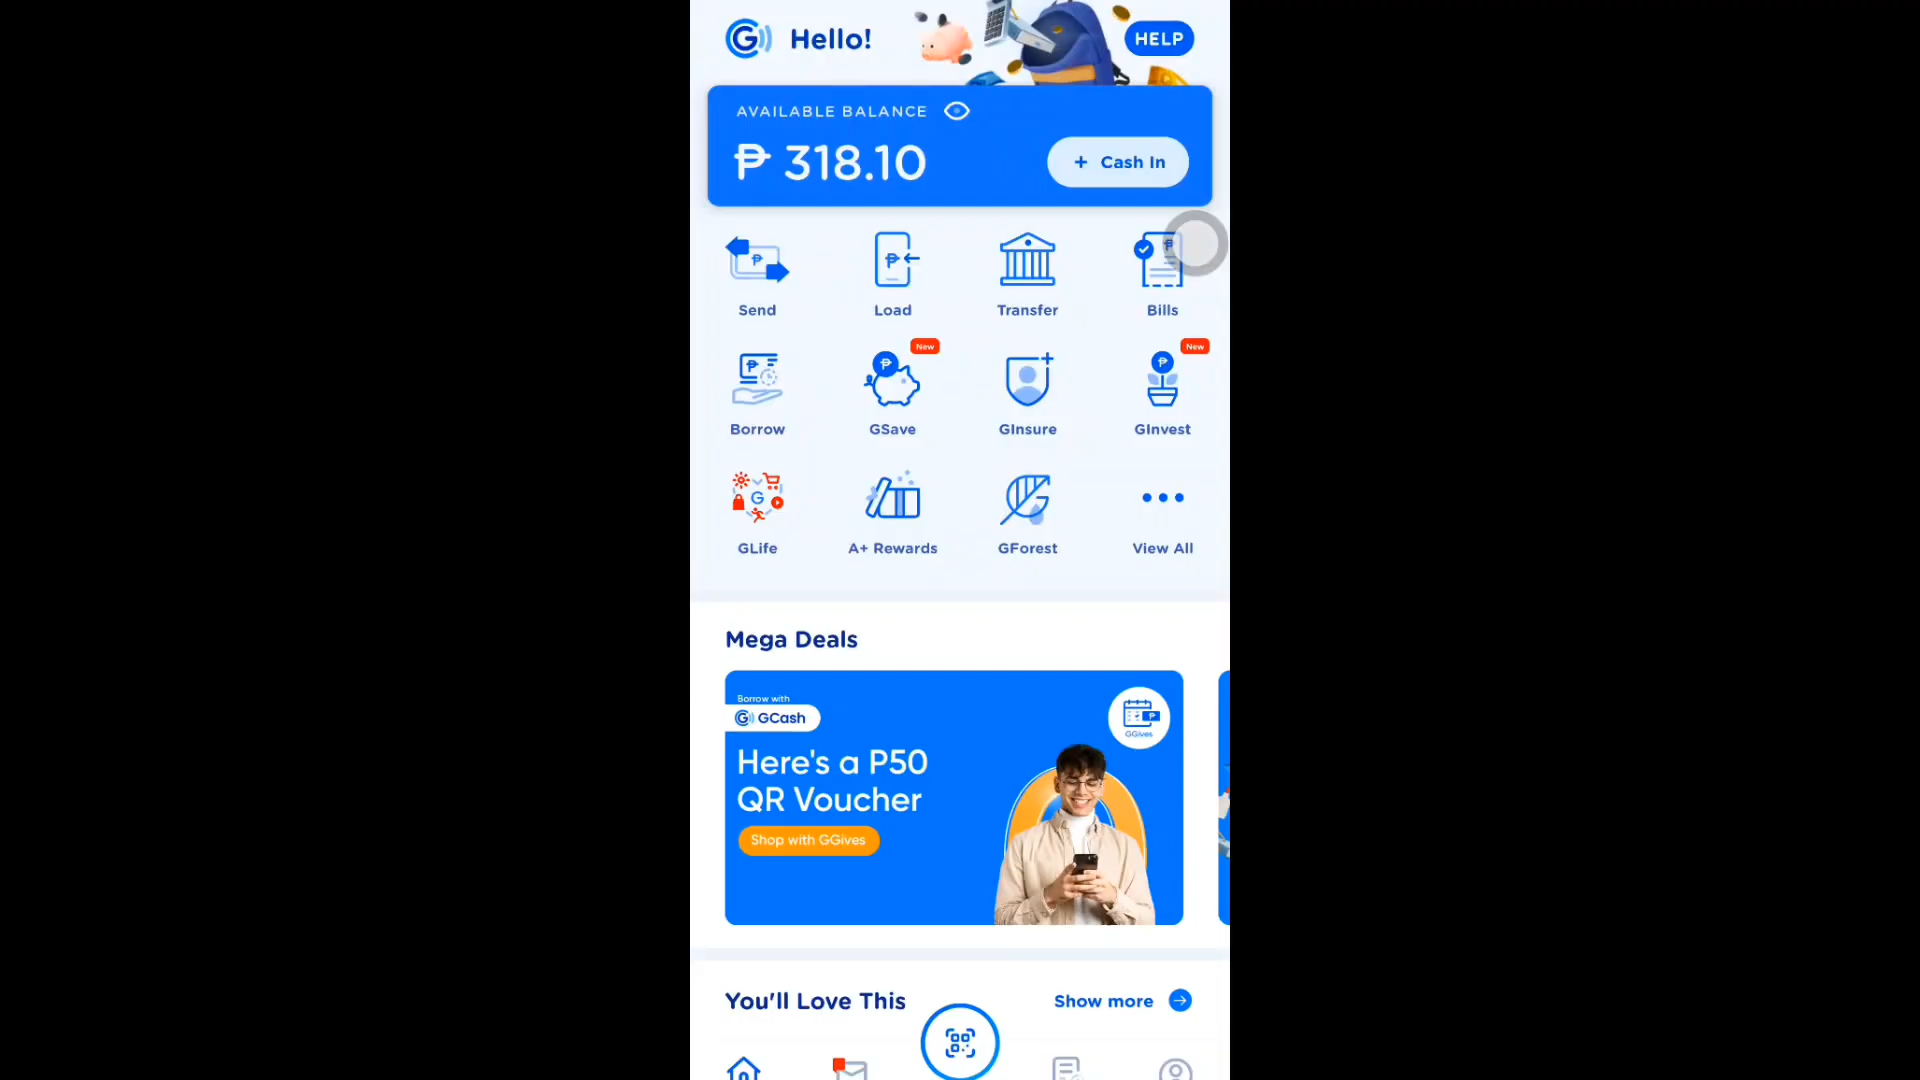 G Hello!
HELP
AVAILABLE BALANCE
₱ 318.10
+ Cash In
Send
Load
Transfer
Bills
New
New
Borrow
GSave
GInsure
GInvest
GLife
A+ Rewards
GForest
View All
Mega Deals
Borrow with
GCash
GGives
Here's a P50
QR Voucher
Shop with GGives
You'll Love This
Show more